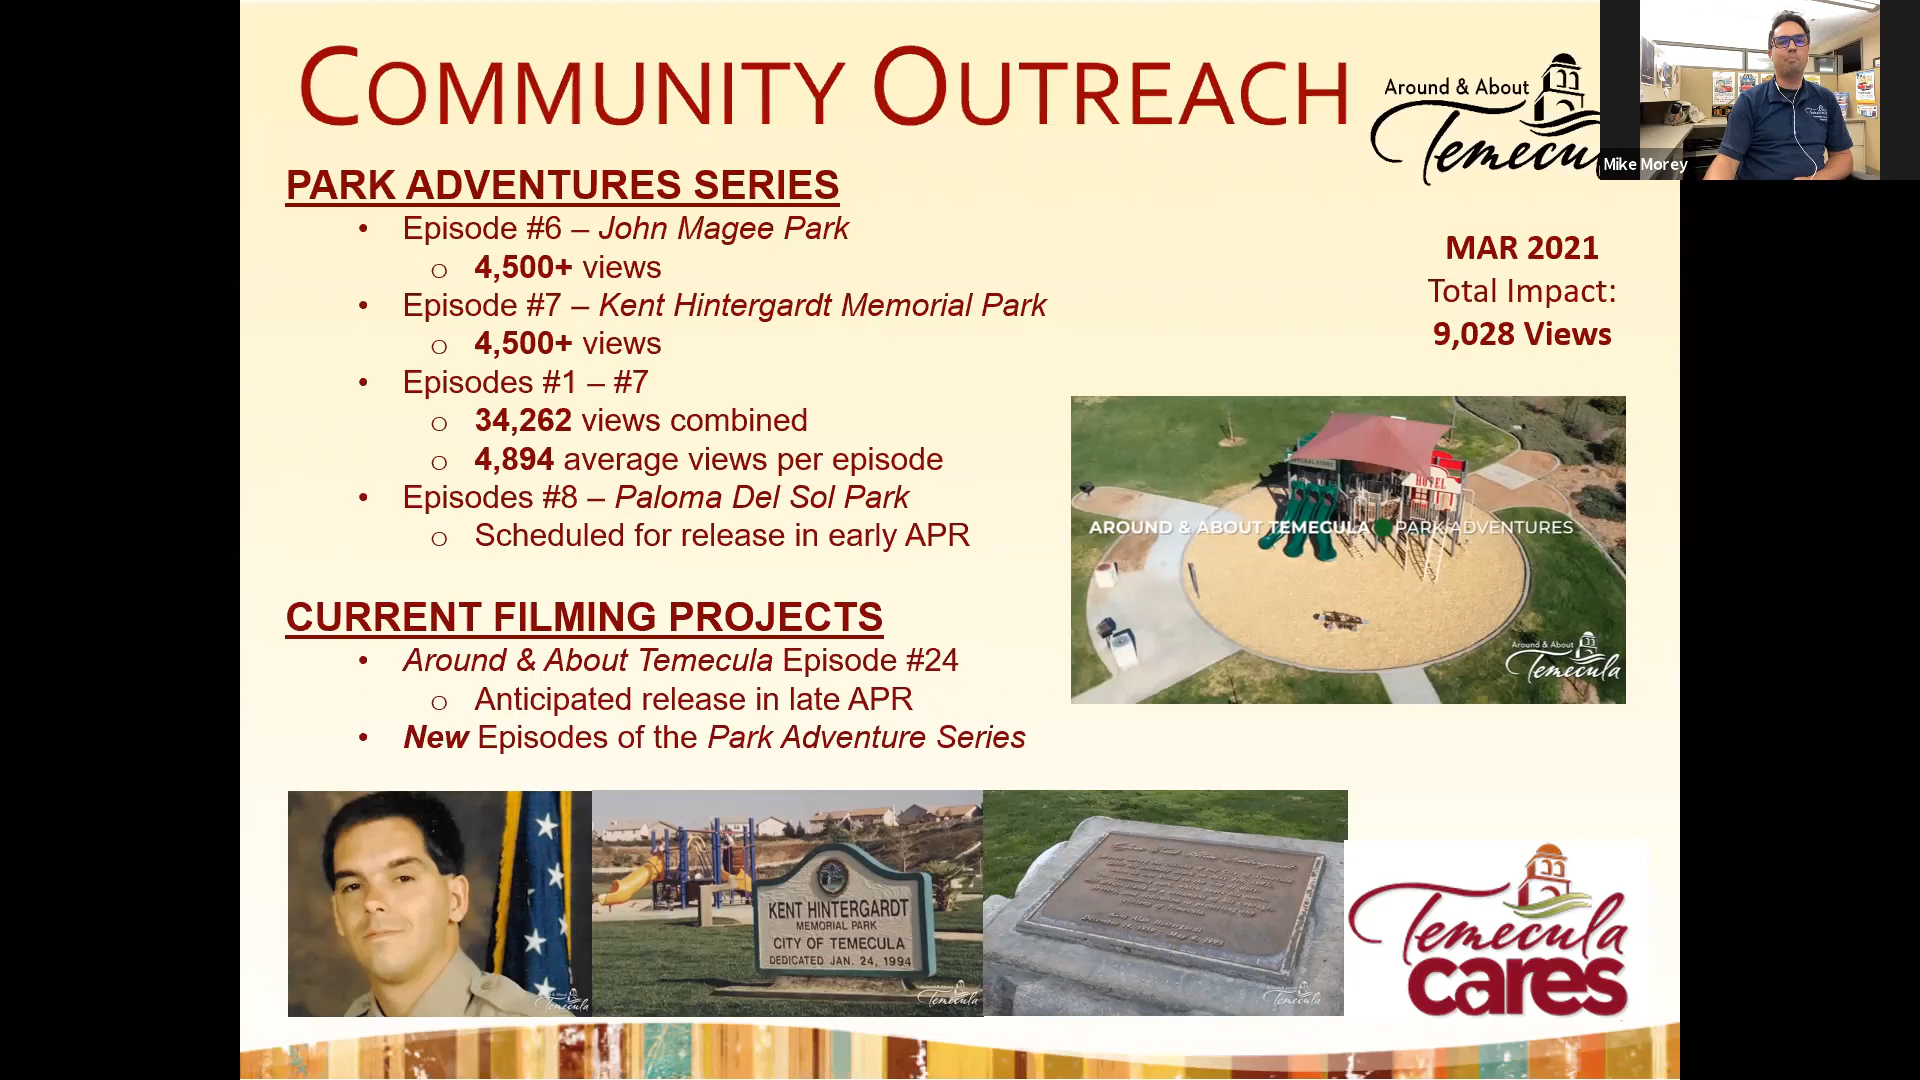 COMMUNITY OUTREACH
Around & About
Temecu
Mike Morey
PARK ADVENTURES SERIES
• Episode #6 – John Magee Park
o 4,500+ views
• Episode #7 – Kent Hintergardt Memorial Park
o 4,500+ views
• Episodes #1 – #7
o 34,262 views combined
o 4,894 average views per episode
• Episodes #8 – Paloma Del Sol Park
o Scheduled for release in early APR
MAR 2021
Total Impact:
9,028 Views
HOTEL
AROUND & ABOUT TEMECULA PARK ADVENTURES
Around & About
Temecula
CURRENT FILMING PROJECTS
• Around & About Temecula Episode #24
o Anticipated release in late APR
• New Episodes of the Park Adventure Series
KENT HINTERGARDT
MEMORIAL PARK
CITY OF TEMECULA
DEDICATED JAN. 24, 1994
Temecula
Temecula
Temecula
Temecula
cares